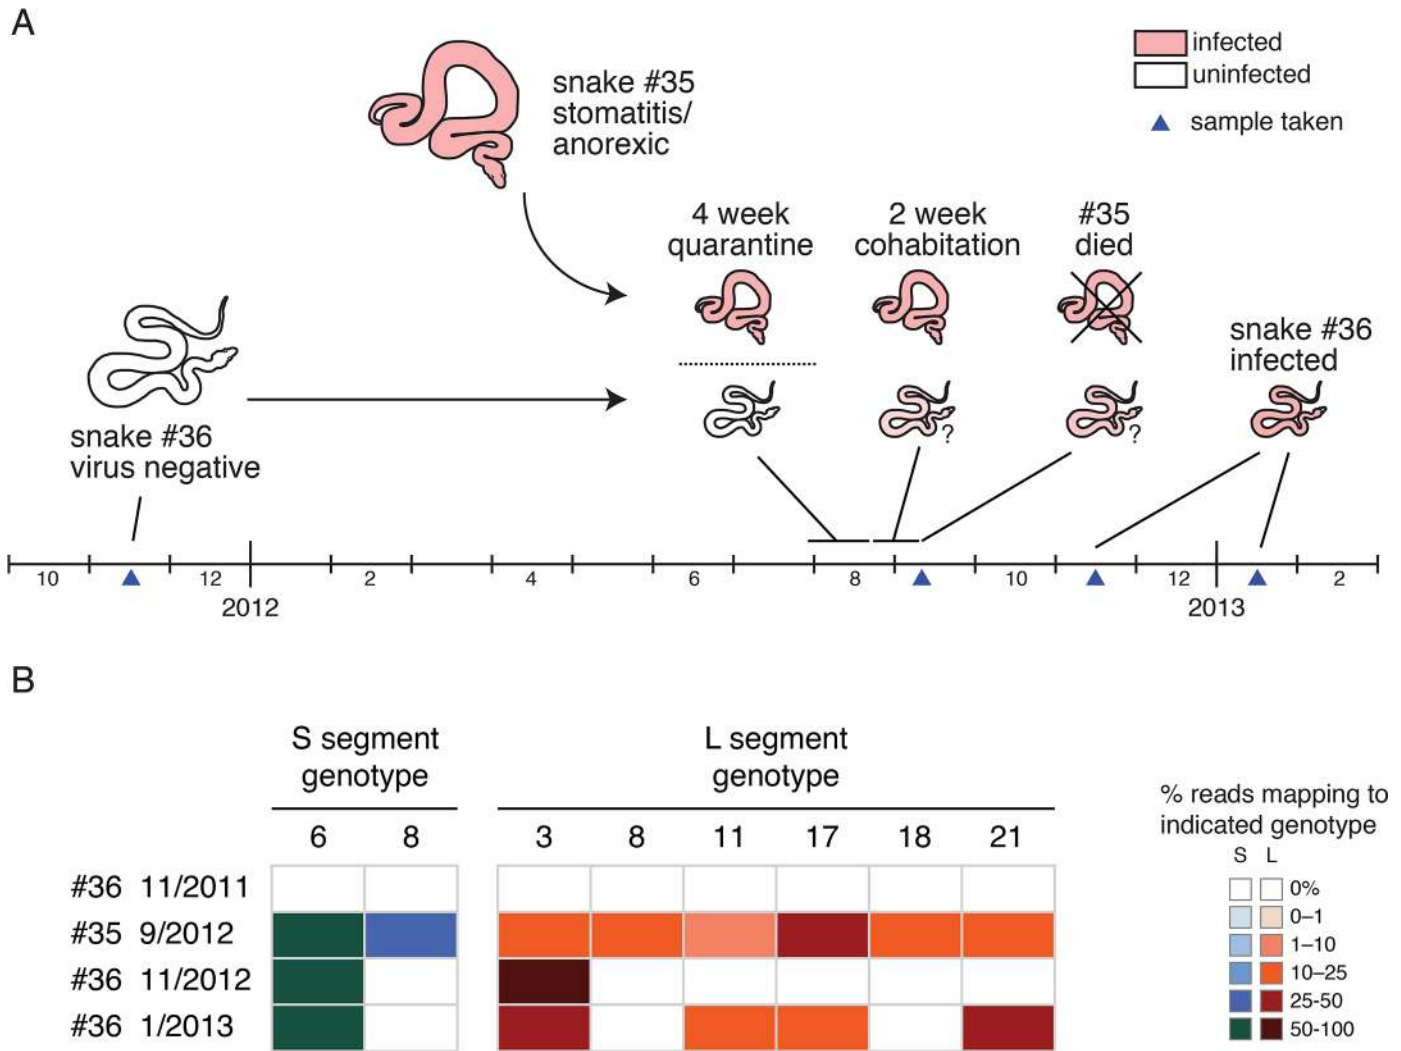 A
infected
uninfected
sample taken
snake #35
stomatitis/
anorexic
4 week
quarantine
2 week
cohabitation
#35
died
snake #36
virus negative
?
?
snake #36
infected
10
12
2
4
6
8
10
12
2
2012
2013
B
S segment
genotype
L segment
genotype
6 8 3 8 11 17 18 21
#36 11/2011
#35 9/2012
#36 11/2012
#36 1/2013
% reads mapping to
indicated genotype
S L
0%
0–1
1–10
10–25
25-50
50-100